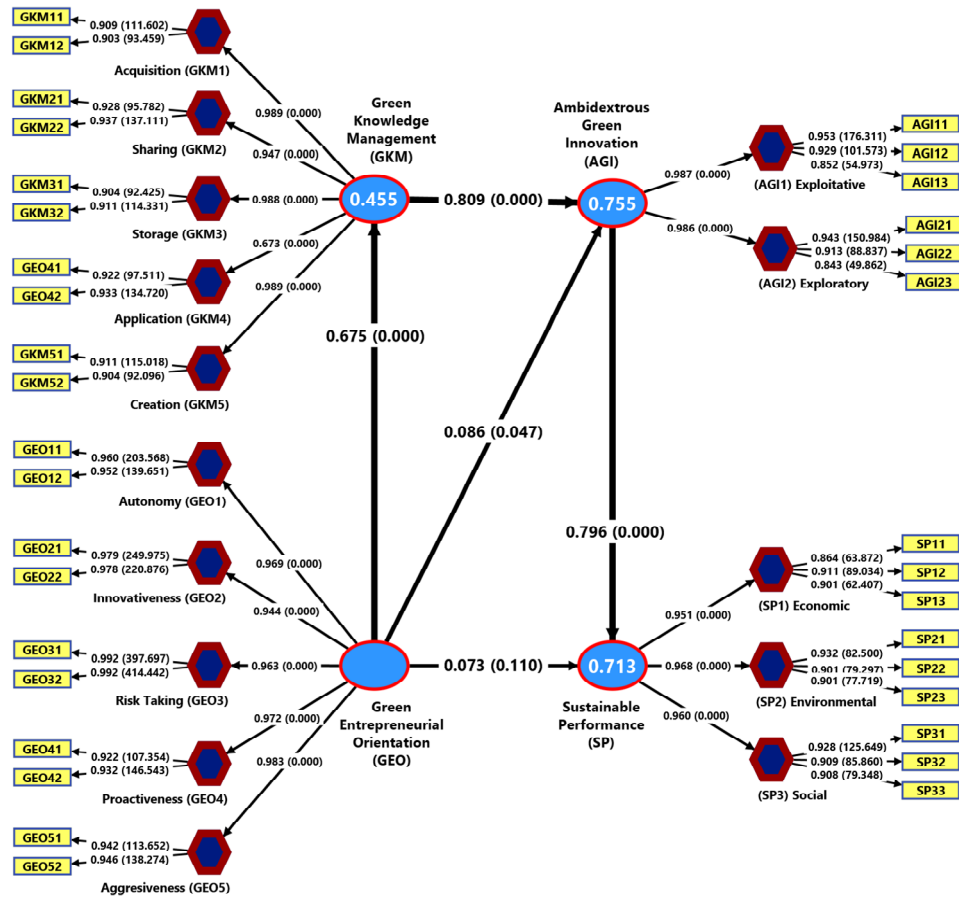 GKM11
0.909 (111.602)
GKM12
0.903 (93.459)
Acquisition (GKM1)
0.989 (0.000)
GKM21
0.928 (95.782)
GKM22
0.937 (137.111)
Sharing (GKM2)
0.947 (0.000)
GKM31
0.904 (92.425)
GKM32
0.911 (114.331)
Storage (GKM3)
0.988 (0.000)
GEO41
0.922 (97.511)
GEO42
0.933 (134.720)
Application (GKM4)
0.673 (0.000)
GKM51
0.911 (115.018)
GKM52
0.904 (92.096)
Creation (GKM5)
0.989 (0.000)
Green
Knowledge
Management
(GKM)
0.455
0.809 (0.000)
Ambidextrous
Green
Innovation
(AGI)
0.755
0.987 (0.000)
(AGI1) Exploitative
0.953 (176.311)
AGI11
0.929 (101.573)
AGI12
0.852 (54.973)
AGI13
0.986 (0.000)
(AGI2) Exploratory
0.943 (150.984)
AGI21
0.913 (88.837)
AGI22
0.843 (49.862)
AGI23
0.675 (0.000)
0.086 (0.047)
0.796 (0.000)
GEO11
0.960 (203.568)
GEO12
0.952 (139.651)
Autonomy (GEO1)
0.969 (0.000)
GEO21
0.979 (249.975)
GEO22
0.978 (220.876)
Innovativeness (GEO2)
0.944 (0.000)
GEO31
0.992 (397.697)
GEO32
0.992 (414.442)
Risk Taking (GEO3)
0.963 (0.000)
GEO41
0.922 (107.354)
GEO42
0.932 (146.543)
Proactiveness (GEO4)
0.972 (0.000)
GEO51
0.942 (113.652)
GEO52
0.946 (138.274)
Aggresiveness (GEO5)
0.983 (0.000)
Green
Entrepreneurial
Orientation
(GEO)
0.073 (0.110)
0.713
Sustainable
Performance
(SP)
0.951 (0.000)
(SP1) Economic
0.864 (63.872)
SP11
0.911 (89.034)
SP12
0.901 (62.407)
SP13
0.968 (0.000)
(SP2) Environmental
0.932 (82.500)
SP21
0.901 (79.297)
SP22
0.901 (77.719)
SP23
0.960 (0.000)
(SP3) Social
0.928 (125.649)
SP31
0.909 (85.860)
SP32
0.908 (79.348)
SP33